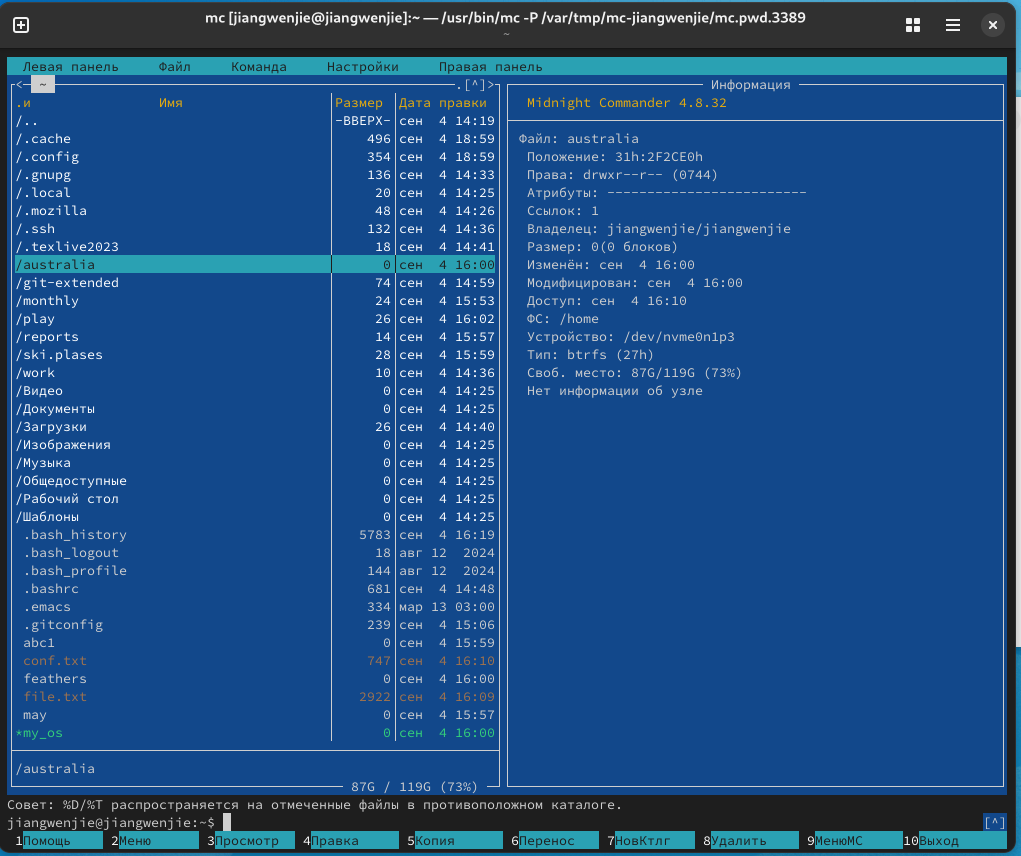 mc [jiangwenjie@jiangwenjie]:~ — /usr/bin/mc -P /var/tmp/mc-jiangwenjie/mc.pwd.3389
~
Левая панель Файл Команда Настройки Правая панель
<─ ~ ─.[^]>
.и Имя Размер Дата правки
/.. -ВВЕРХ- сен 4 14:19
/.cache 496 сен 4 18:59
/.config 354 сен 4 18:59
/.gnupg 136 сен 4 14:33
/.local 20 сен 4 14:25
/.mozilla 48 сен 4 14:26
/.ssh 132 сен 4 14:36
/.texlive2023 18 сен 4 14:41
/australia 0 сен 4 16:00
/git-extended 74 сен 4 14:59
/monthly 24 сен 4 15:53
/play 26 сен 4 16:02
/reports 14 сен 4 15:57
/ski.plases 28 сен 4 15:59
/work 10 сен 4 14:36
/Видео 0 сен 4 14:25
/Документы 0 сен 4 14:25
/Загрузки 26 сен 4 14:40
/Изображения 0 сен 4 14:25
/Музыка 0 сен 4 14:25
/Общедоступные 0 сен 4 14:25
/Рабочий стол 0 сен 4 14:25
/Шаблоны 0 сен 4 14:25
.bash_history 5783 сен 4 16:19
.bash_logout 18 авг 12 2024
.bash_profile 144 авг 12 2024
.bashrc 681 сен 4 14:48
.emacs 334 мар 13 03:00
.gitconfig 239 сен 4 15:06
abc1 0 сен 4 15:59
conf.txt 747 сен 4 16:10
feathers 0 сен 4 16:00
file.txt 2922 сен 4 16:09
may 0 сен 4 15:57
*my_os 0 сен 4 16:00
/australia
87G / 119G (73%)
Информация
Midnight Commander 4.8.32
Файл: australia
Положение: 31h:2F2CE0h
Права: drwxr--r-- (0744)
Атрибуты: -------------------------
Ссылок: 1
Владелец: jiangwenjie/jiangwenjie
Размер: 0(0 блоков)
Изменён: сен 4 16:00
Модифицирован: сен 4 16:00
Доступ: сен 4 16:10
ФС: /home
Устройство: /dev/nvme0n1p3
Тип: btrfs (27h)
Своб. место: 87G/119G (73%)
Нет информации об узле
Совет: %D/%T распространяется на отмеченные файлы в противоположном каталоге.
jiangwenjie@jiangwenjie:~$ [^]
1Помощь 2Меню 3Просмотр 4Правка 5Копия 6Перенос 7НовКтлг 8Удалить 9МенюМС 10Выход